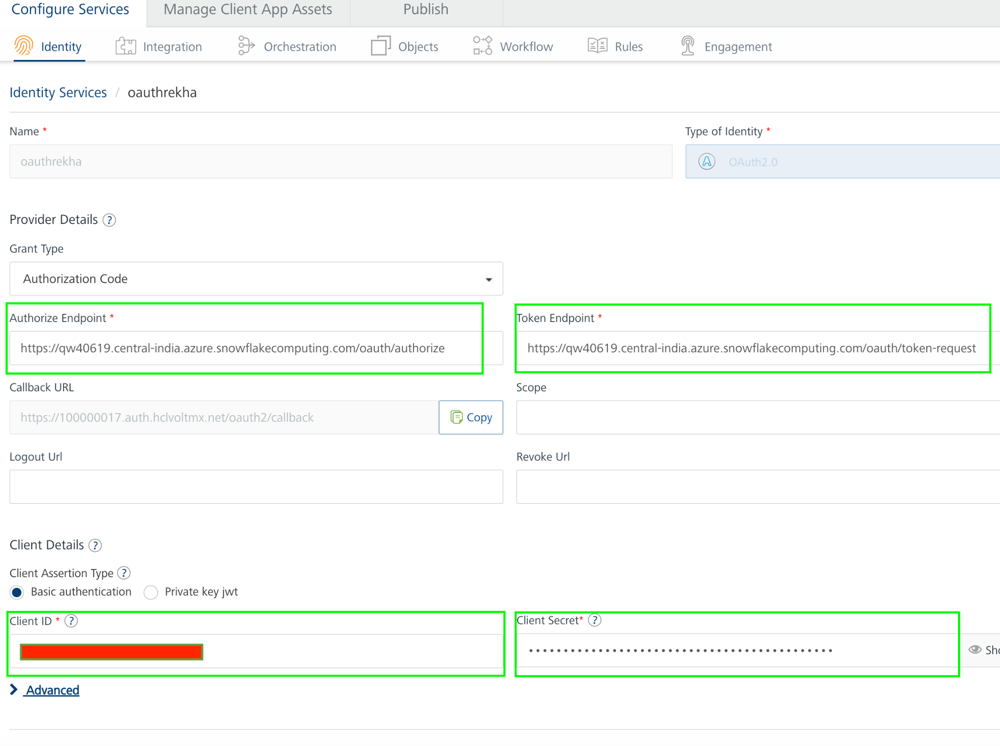 Configure Services Manage Client App Assets Publish
Identity Integration Orchestration Objects Workflow Rules Engagement
Identity Services / oauthrekha
Name * Type of Identity *
oauthrekha OAuth2.0
Provider Details ?
Grant Type
Authorization Code
Authorize Endpoint * Token Endpoint *
https://qw40619.central-india.azure.snowflakecomputing.com/oauth/authorize https://qw40619.central-india.azure.snowflakecomputing.com/oauth/token-request
Callback URL Scope
https://100000017.auth.hclvoltmx.net/oauth2/callback Copy
Logout Url Revoke Url
Client Details ?
Client Assertion Type ?
Basic authentication Private key jwt
Client ID * ? Client Secret* ?
Sho
Advanced